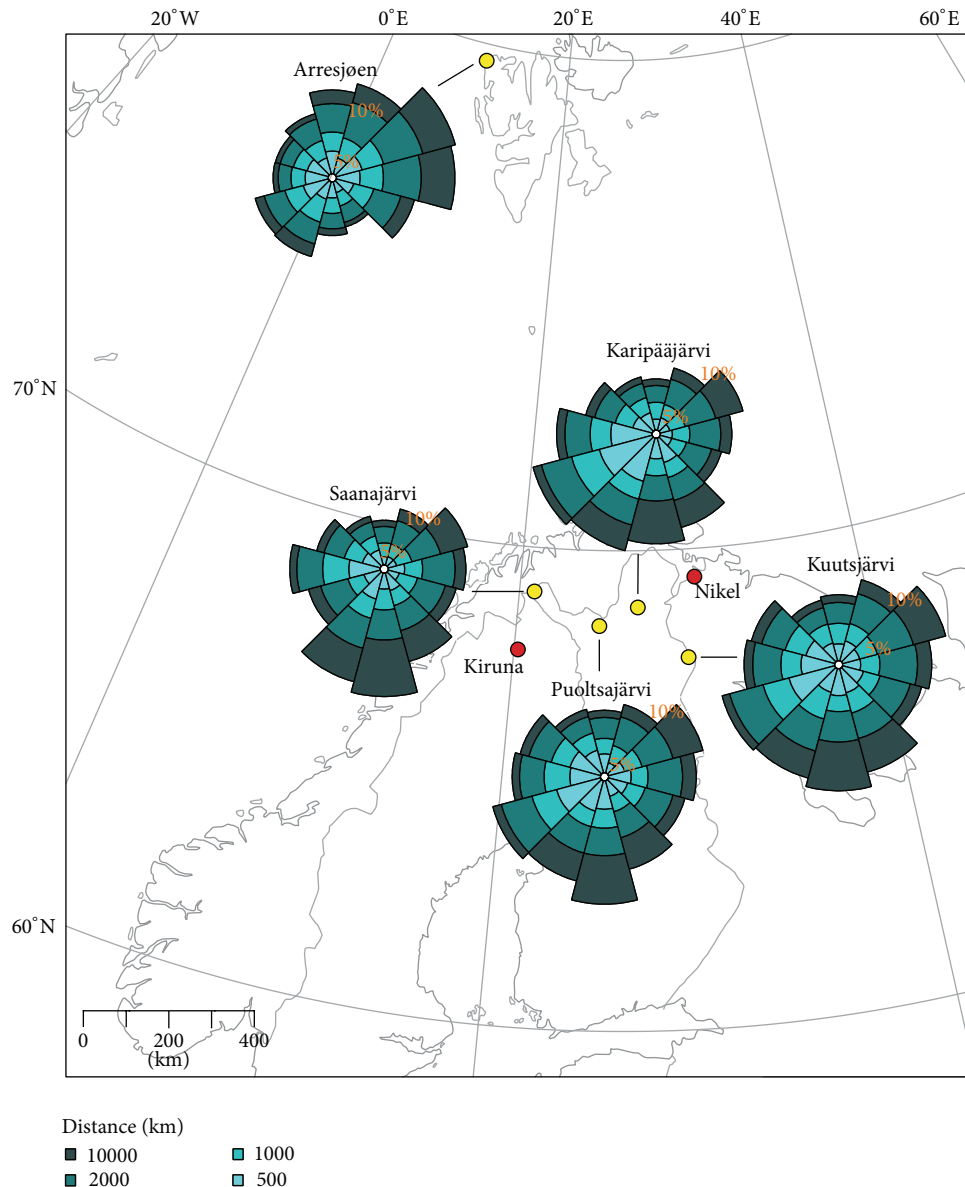 20°W 0°E 20°E 40°E 60°E
Arresjøen
10%
5%
70°N
Karipääjärvi
10%
5%
Saanajärvi
10%
5%
Kuutsjärvi
10%
5%
Nikel
Kiruna
Puoltsajärvi
10%
5%
60°N
0 200 400
(km)
Distance (km)
10000 1000
2000 500